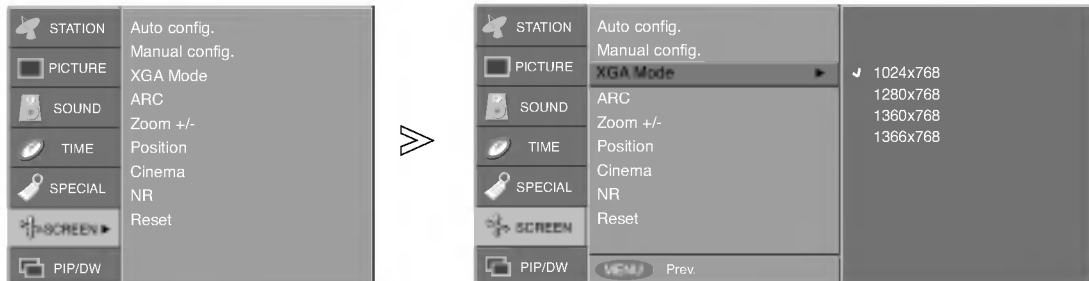 STATION
PICTURE
SOUND
TIME
SPECIAL
SCREEN
PIP/DW
Auto config.
Manual config.
XGA Mode
ARC
Zoom +/-
Position
Cinema
NR
Reset
STATION
PICTURE
SOUND
TIME
SPECIAL
SCREEN
PIP/DW
Auto config.
Manual config.
XGA Mode
ARC
Zoom +/-
Position
Cinema
NR
Reset
MENU Prev.
1024x768
1280x768
1360x768
1366x768